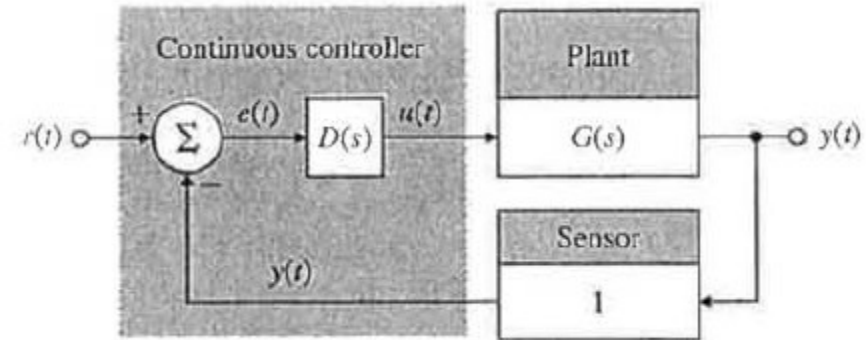 Continuous controller
Plant
r(t)
+
Σ
e(t)
D(s)
u(t)
G(s)
y(t)
−
Sensor
y(t)
1